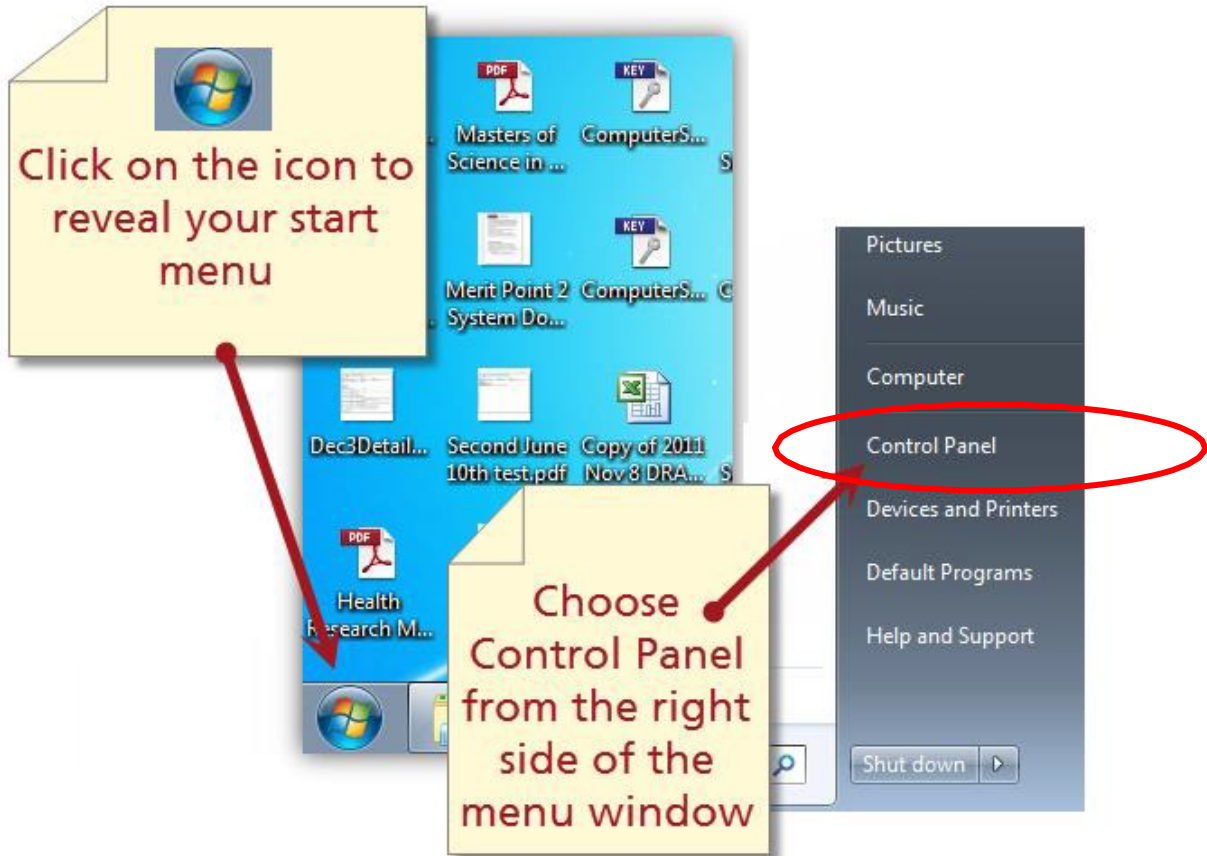 Click on the icon to
reveal your start
menu
PDF
Masters of
Science in ...
KEY
ComputerS...
Merit Point 2
System Do...
KEY
ComputerS...
Dec3Detail...
Second June
10th test.pdf
Copy of 2011
Nov 8 DRA...
PDF
Health
Research M...
Choose
Control Panel
from the right
side of the
menu window
Pictures
Music
Computer
Control Panel
Devices and Printers
Default Programs
Help and Support
Shut down